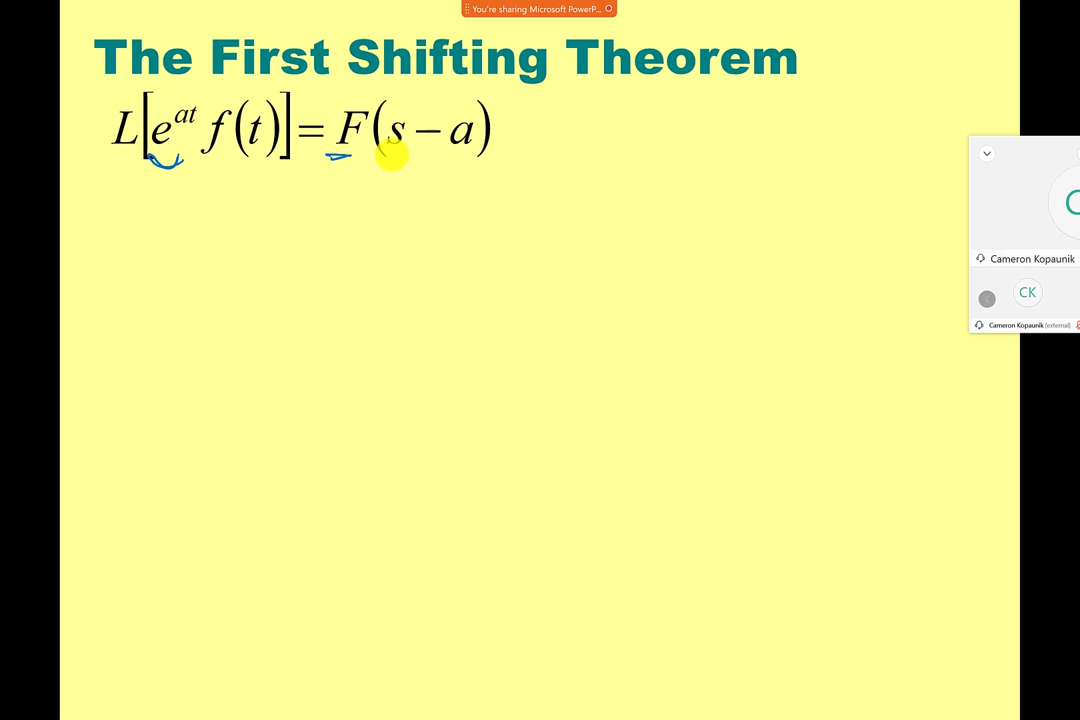 You're sharing Microsoft PowerP...
The First Shifting Theorem
L[e^{at} f(t)] = F(s − a)
C
Cameron Kopaunik
CK
Cameron Kopaunik (external)